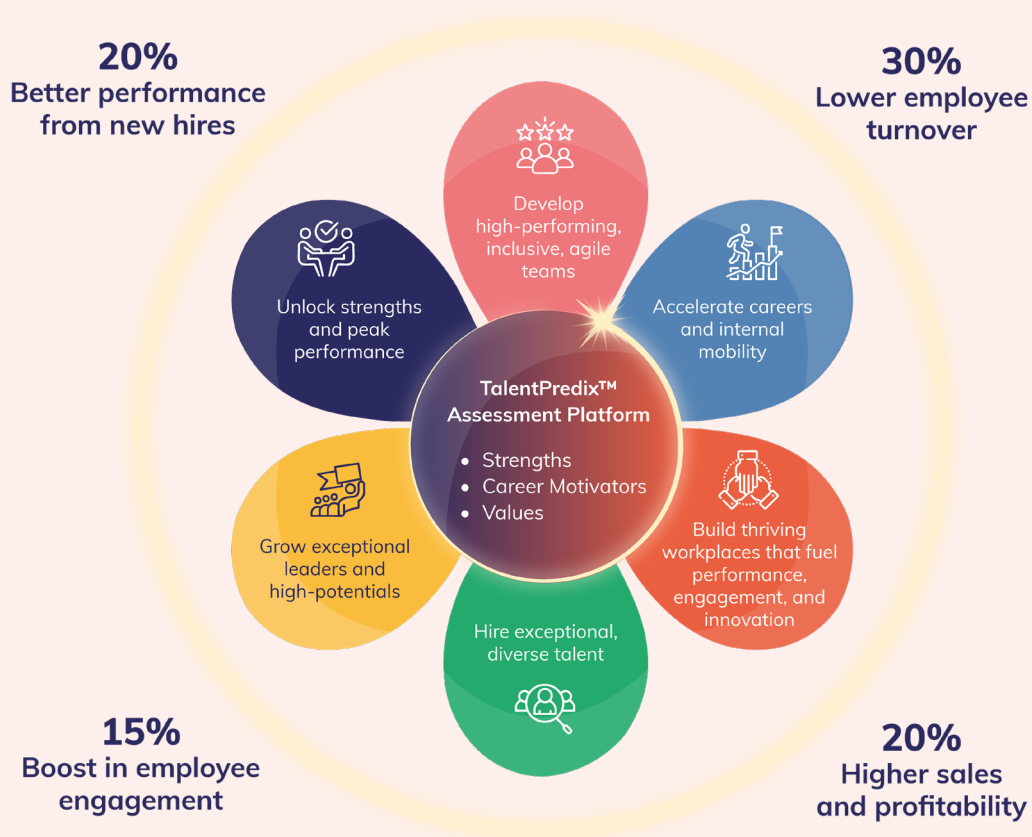 20%
Better performance
from new hires
30%
Lower employee
turnover
Develop
high-performing,
inclusive, agile
teams
Unlock strengths
and peak
performance
Accelerate careers
and internal
mobility
TalentPredix™
Assessment Platform
• Strengths
• Career Motivators
• Values
Grow exceptional
leaders and
high-potentials
Build thriving
workplaces that fuel
performance,
engagement, and
innovation
Hire exceptional,
diverse talent
15%
Boost in employee
engagement
20%
Higher sales
and profitability